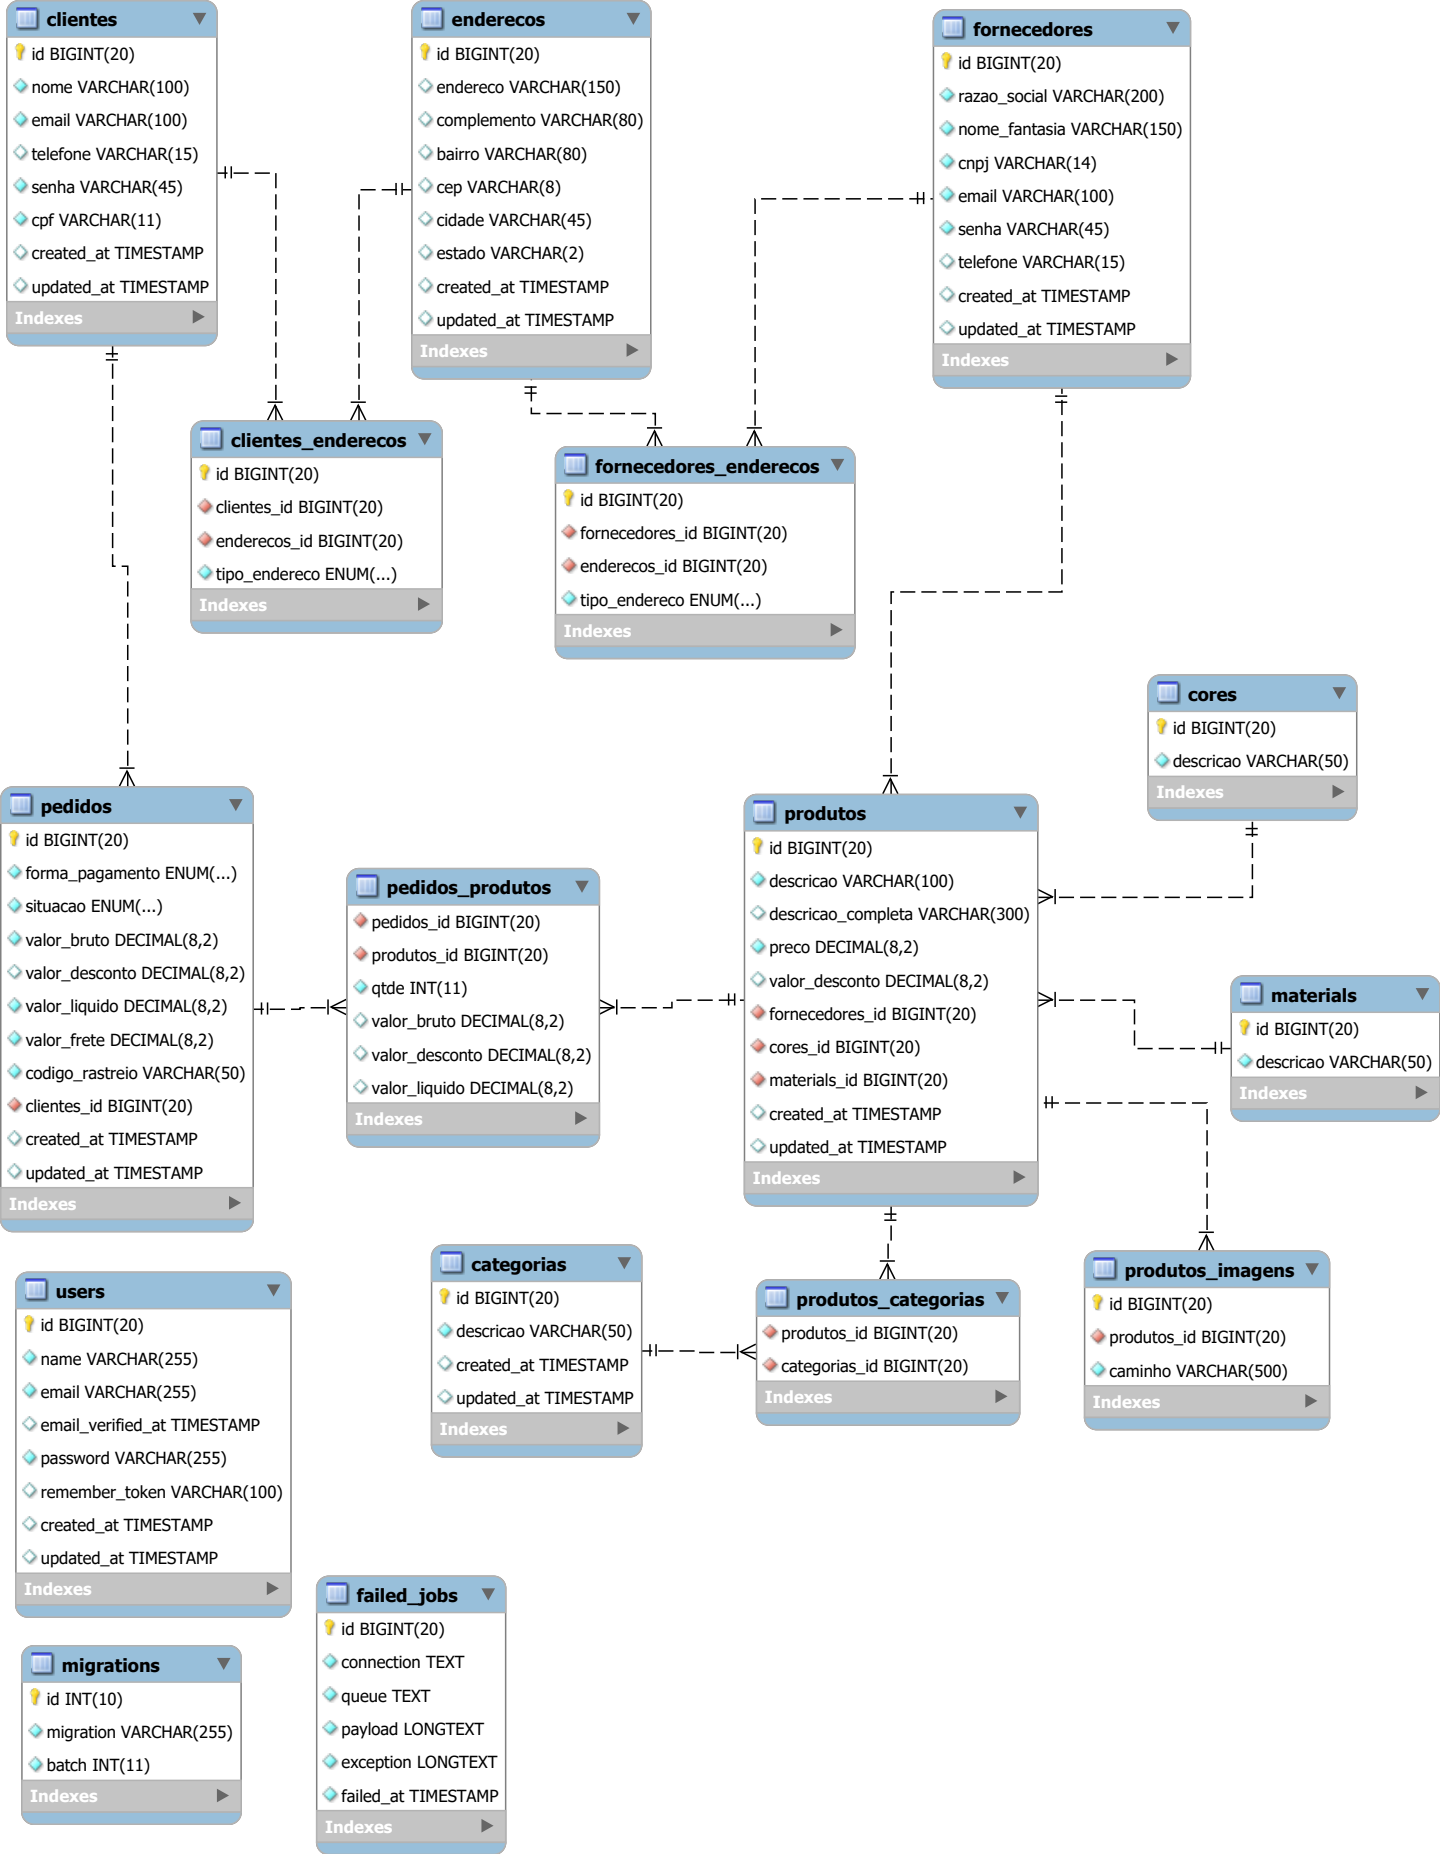 clientes
id BIGINT(20)
nome VARCHAR(100)
email VARCHAR(100)
telefone VARCHAR(15)
senha VARCHAR(45)
cpf VARCHAR(11)
created_at TIMESTAMP
updated_at TIMESTAMP
Indexes
enderecos
id BIGINT(20)
endereco VARCHAR(150)
complemento VARCHAR(80)
bairro VARCHAR(80)
cep VARCHAR(8)
cidade VARCHAR(45)
estado VARCHAR(2)
created_at TIMESTAMP
updated_at TIMESTAMP
Indexes
fornecedores
id BIGINT(20)
razao_social VARCHAR(200)
nome_fantasia VARCHAR(150)
cnpj VARCHAR(14)
email VARCHAR(100)
senha VARCHAR(45)
telefone VARCHAR(15)
created_at TIMESTAMP
updated_at TIMESTAMP
Indexes
clientes_enderecos
id BIGINT(20)
clientes_id BIGINT(20)
enderecos_id BIGINT(20)
tipo_endereco ENUM(...)
Indexes
fornecedores_enderecos
id BIGINT(20)
fornecedores_id BIGINT(20)
enderecos_id BIGINT(20)
tipo_endereco ENUM(...)
Indexes
cores
id BIGINT(20)
descricao VARCHAR(50)
Indexes
pedidos
id BIGINT(20)
forma_pagamento ENUM(...)
situacao ENUM(...)
valor_bruto DECIMAL(8,2)
valor_desconto DECIMAL(8,2)
valor_liquido DECIMAL(8,2)
valor_frete DECIMAL(8,2)
codigo_rastreio VARCHAR(50)
clientes_id BIGINT(20)
created_at TIMESTAMP
updated_at TIMESTAMP
Indexes
pedidos_produtos
pedidos_id BIGINT(20)
produtos_id BIGINT(20)
qtde INT(11)
valor_bruto DECIMAL(8,2)
valor_desconto DECIMAL(8,2)
valor_liquido DECIMAL(8,2)
Indexes
produtos
id BIGINT(20)
descricao VARCHAR(100)
descricao_completa VARCHAR(300)
preco DECIMAL(8,2)
valor_desconto DECIMAL(8,2)
fornecedores_id BIGINT(20)
cores_id BIGINT(20)
materials_id BIGINT(20)
created_at TIMESTAMP
updated_at TIMESTAMP
Indexes
materials
id BIGINT(20)
descricao VARCHAR(50)
Indexes
users
id BIGINT(20)
name VARCHAR(255)
email VARCHAR(255)
email_verified_at TIMESTAMP
password VARCHAR(255)
remember_token VARCHAR(100)
created_at TIMESTAMP
updated_at TIMESTAMP
Indexes
categorias
id BIGINT(20)
descricao VARCHAR(50)
created_at TIMESTAMP
updated_at TIMESTAMP
Indexes
produtos_categorias
produtos_id BIGINT(20)
categorias_id BIGINT(20)
Indexes
produtos_imagens
id BIGINT(20)
produtos_id BIGINT(20)
caminho VARCHAR(500)
Indexes
migrations
id INT(10)
migration VARCHAR(255)
batch INT(11)
Indexes
failed_jobs
id BIGINT(20)
connection TEXT
queue TEXT
payload LONGTEXT
exception LONGTEXT
failed_at TIMESTAMP
Indexes